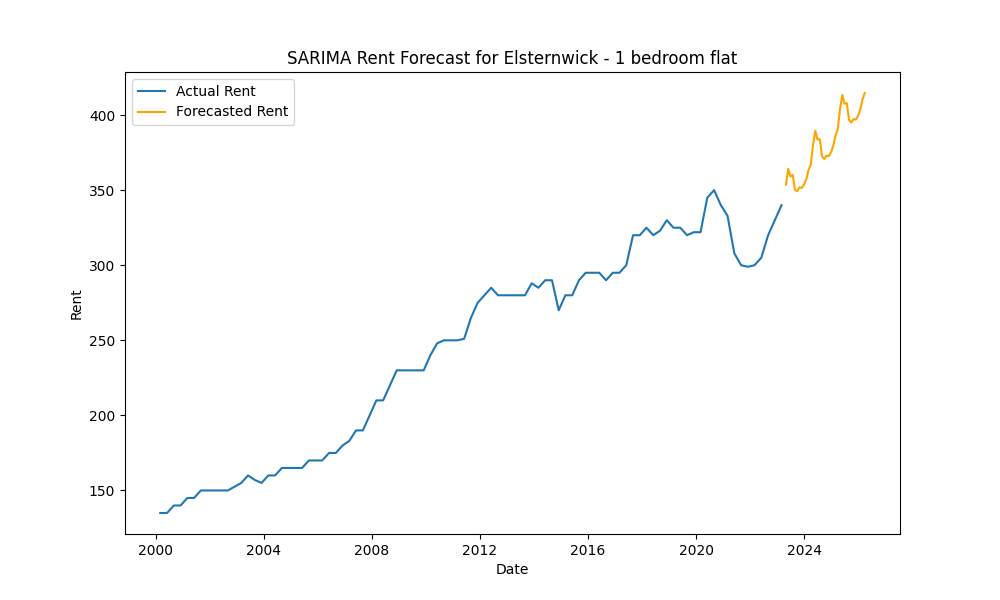 SARIMA Rent Forecast for Elsternwick - 1 bedroom flat
Actual Rent
Forecasted Rent
400
350
300
250
200
150
Rent
2000 2004 2008 2012 2016 2020 2024
Date